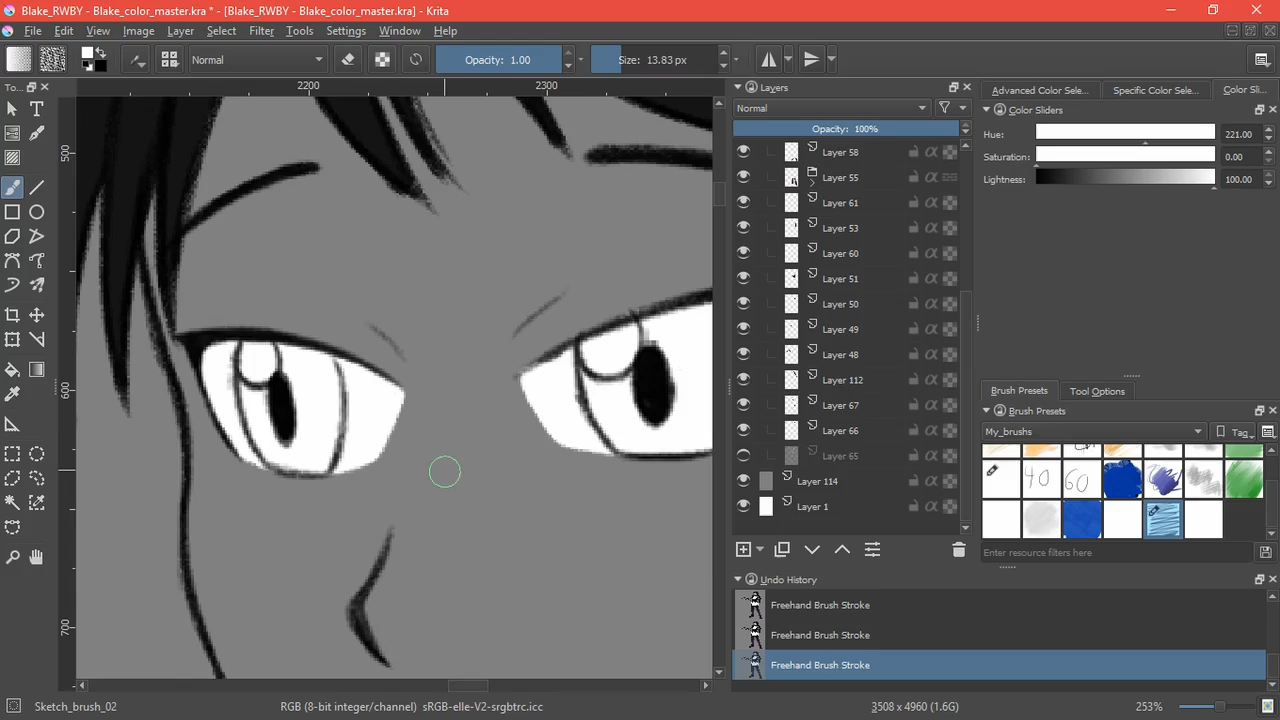 Blake_RWBY - Blake_color_master.kra * - [Blake_RWBY - Blake_color_master.kra] - Krita
File Edit View Image Layer Select Filter Tools Settings Window Help
Normal Opacity: 1.00 Size: 13.83 px
To...
2200 2300
500
600
700
Layers
Normal
Opacity: 100%
Layer 58
Layer 55
Layer 61
Layer 53
Layer 60
Layer 51
Layer 50
Layer 49
Layer 48
Layer 112
Layer 67
Layer 66
Layer 65
Layer 114
Layer 1
Undo History
Freehand Brush Stroke
Freehand Brush Stroke
Freehand Brush Stroke
Advanced Color Sele... Specific Color Sele... Color Sli...
Color Sliders
Hue: 221.00
Saturation: 0.00
Lightness: 100.00
Brush Presets Tool Options
Brush Presets
My_brushs Tag
40 60
Enter resource filters here
Sketch_brush_02 RGB (8-bit integer/channel) sRGB-elle-V2-srgbtrc.icc 3508 x 4960 (1.6G) 253%